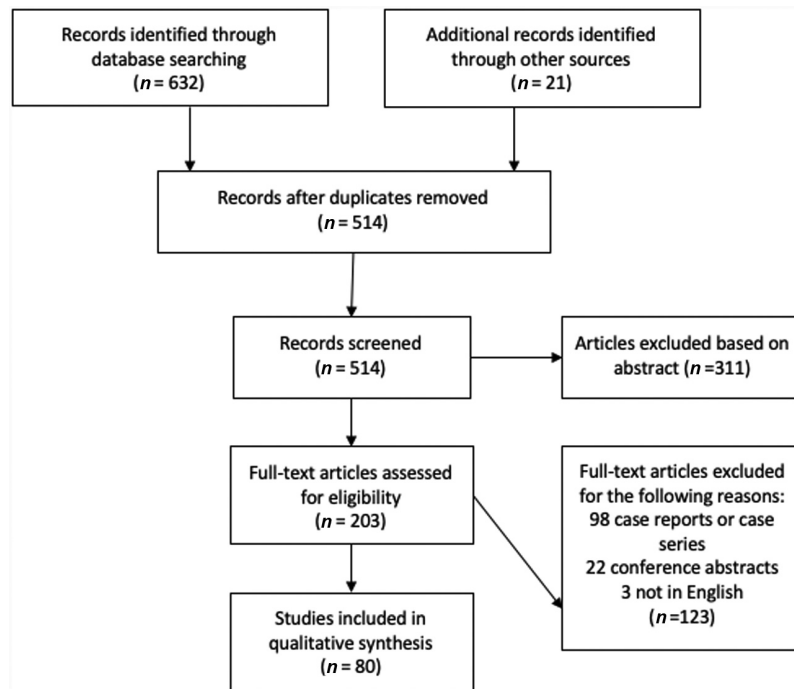 Records identified through
database searching
(n = 632)
Additional records identified
through other sources
(n = 21)
Records after duplicates removed
(n = 514)
Records screened
(n = 514)
Articles excluded based on
abstract (n =311)
Full-text articles assessed
for eligibility
(n = 203)
Full-text articles excluded
for the following reasons:
98 case reports or case
series
22 conference abstracts
3 not in English
(n =123)
Studies included in
qualitative synthesis
(n = 80)